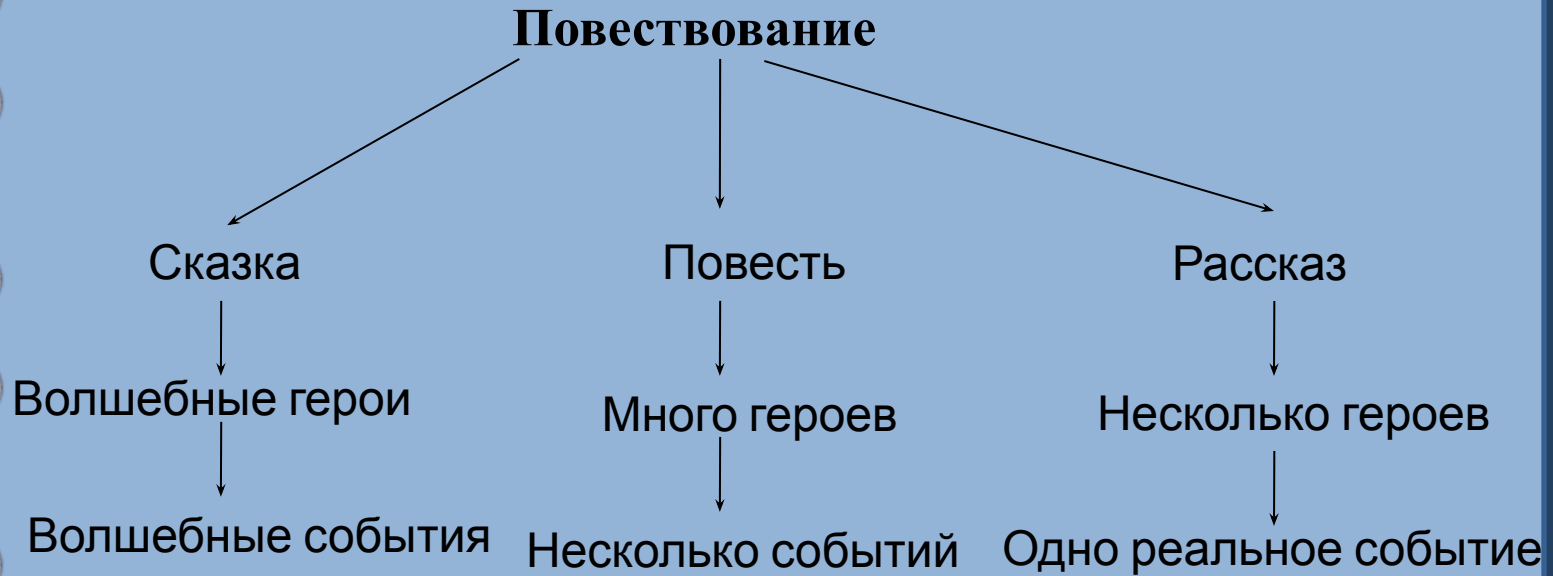 Повествование
Сказка
Повесть
Рассказ
Волшебные герои
Много героев
Несколько героев
Волшебные события
Несколько событий
Одно реальное событие